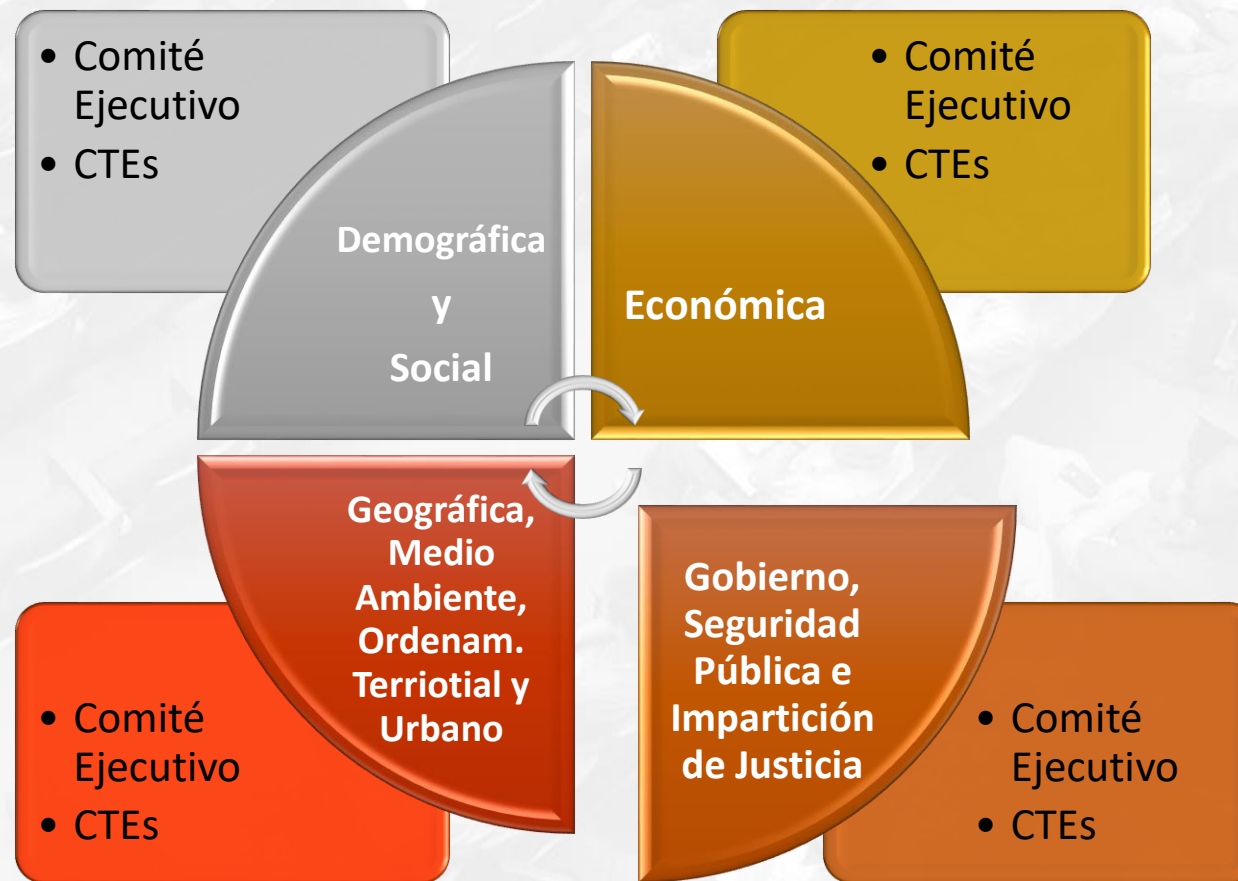 • Comité
Ejecutivo
• CTEs
Demográfica
y
Social
• Comité
Ejecutivo
• CTEs
Económica
Geográfica,
Medio
Ambiente,
Ordenam.
Terriotial y
Urbano
• Comité
Ejecutivo
• CTEs
Gobierno,
Seguridad
Pública e
Impartición
de Justicia
• Comité
Ejecutivo
• CTEs